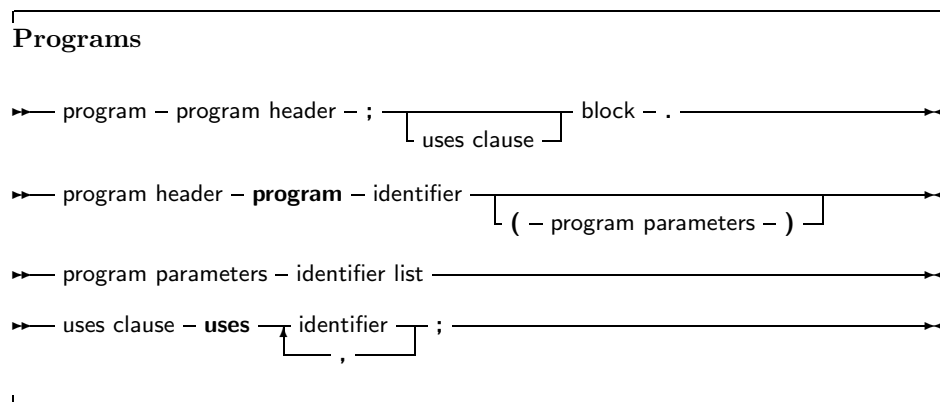 Programs
program program header ; block .
uses clause
program header program identifier
( program parameters )
program parameters identifier list
uses clause uses identifier ;
,